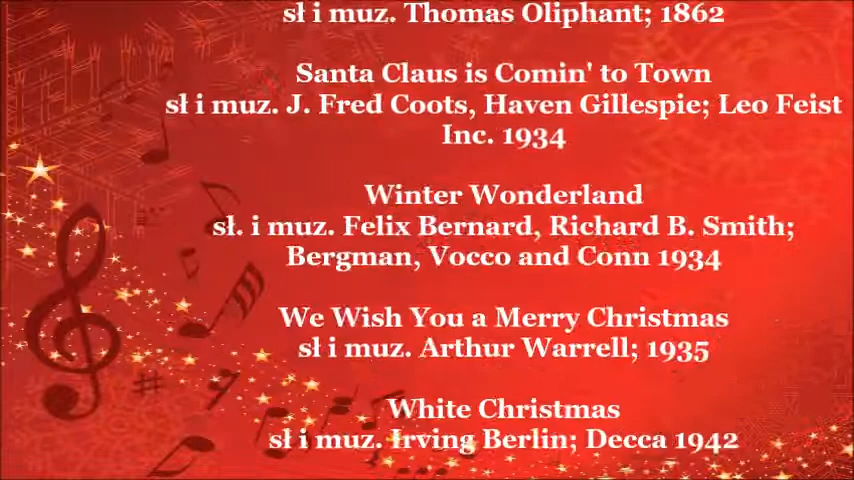 sł i muz. Thomas Oliphant; 1862
Santa Claus is Comin' to Town
sł i muz. J. Fred Coots, Haven Gillespie; Leo Feist
Inc. 1934
Winter Wonderland
sł. i muz. Felix Bernard, Richard B. Smith;
Bergman, Vocco and Conn 1934
We Wish You a Merry Christmas
sł i muz. Arthur Warrell; 1935
White Christmas
sł i muz. Irving Berlin; Decca 1942